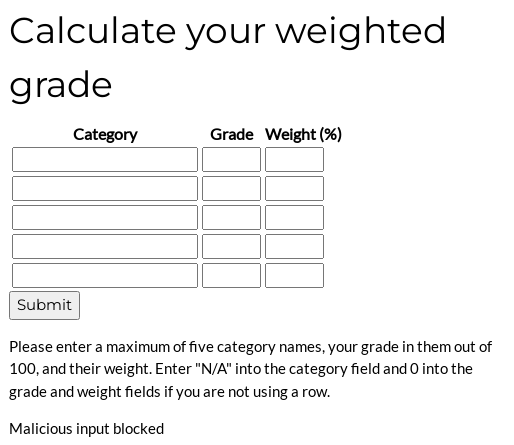 Calculate your weighted
grade
Category Grade Weight (%)
Submit
Please enter a maximum of five category names, your grade in them out of
100, and their weight. Enter "N/A" into the category field and 0 into the
grade and weight fields if you are not using a row.
Malicious input blocked